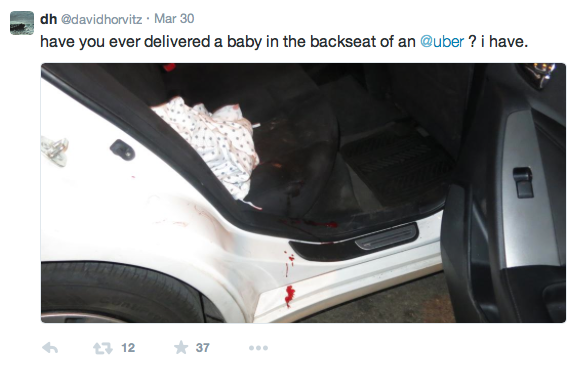 dh @davidhorvitz · Mar 30
have you ever delivered a baby in the backseat of an @uber ? i have.
12 37